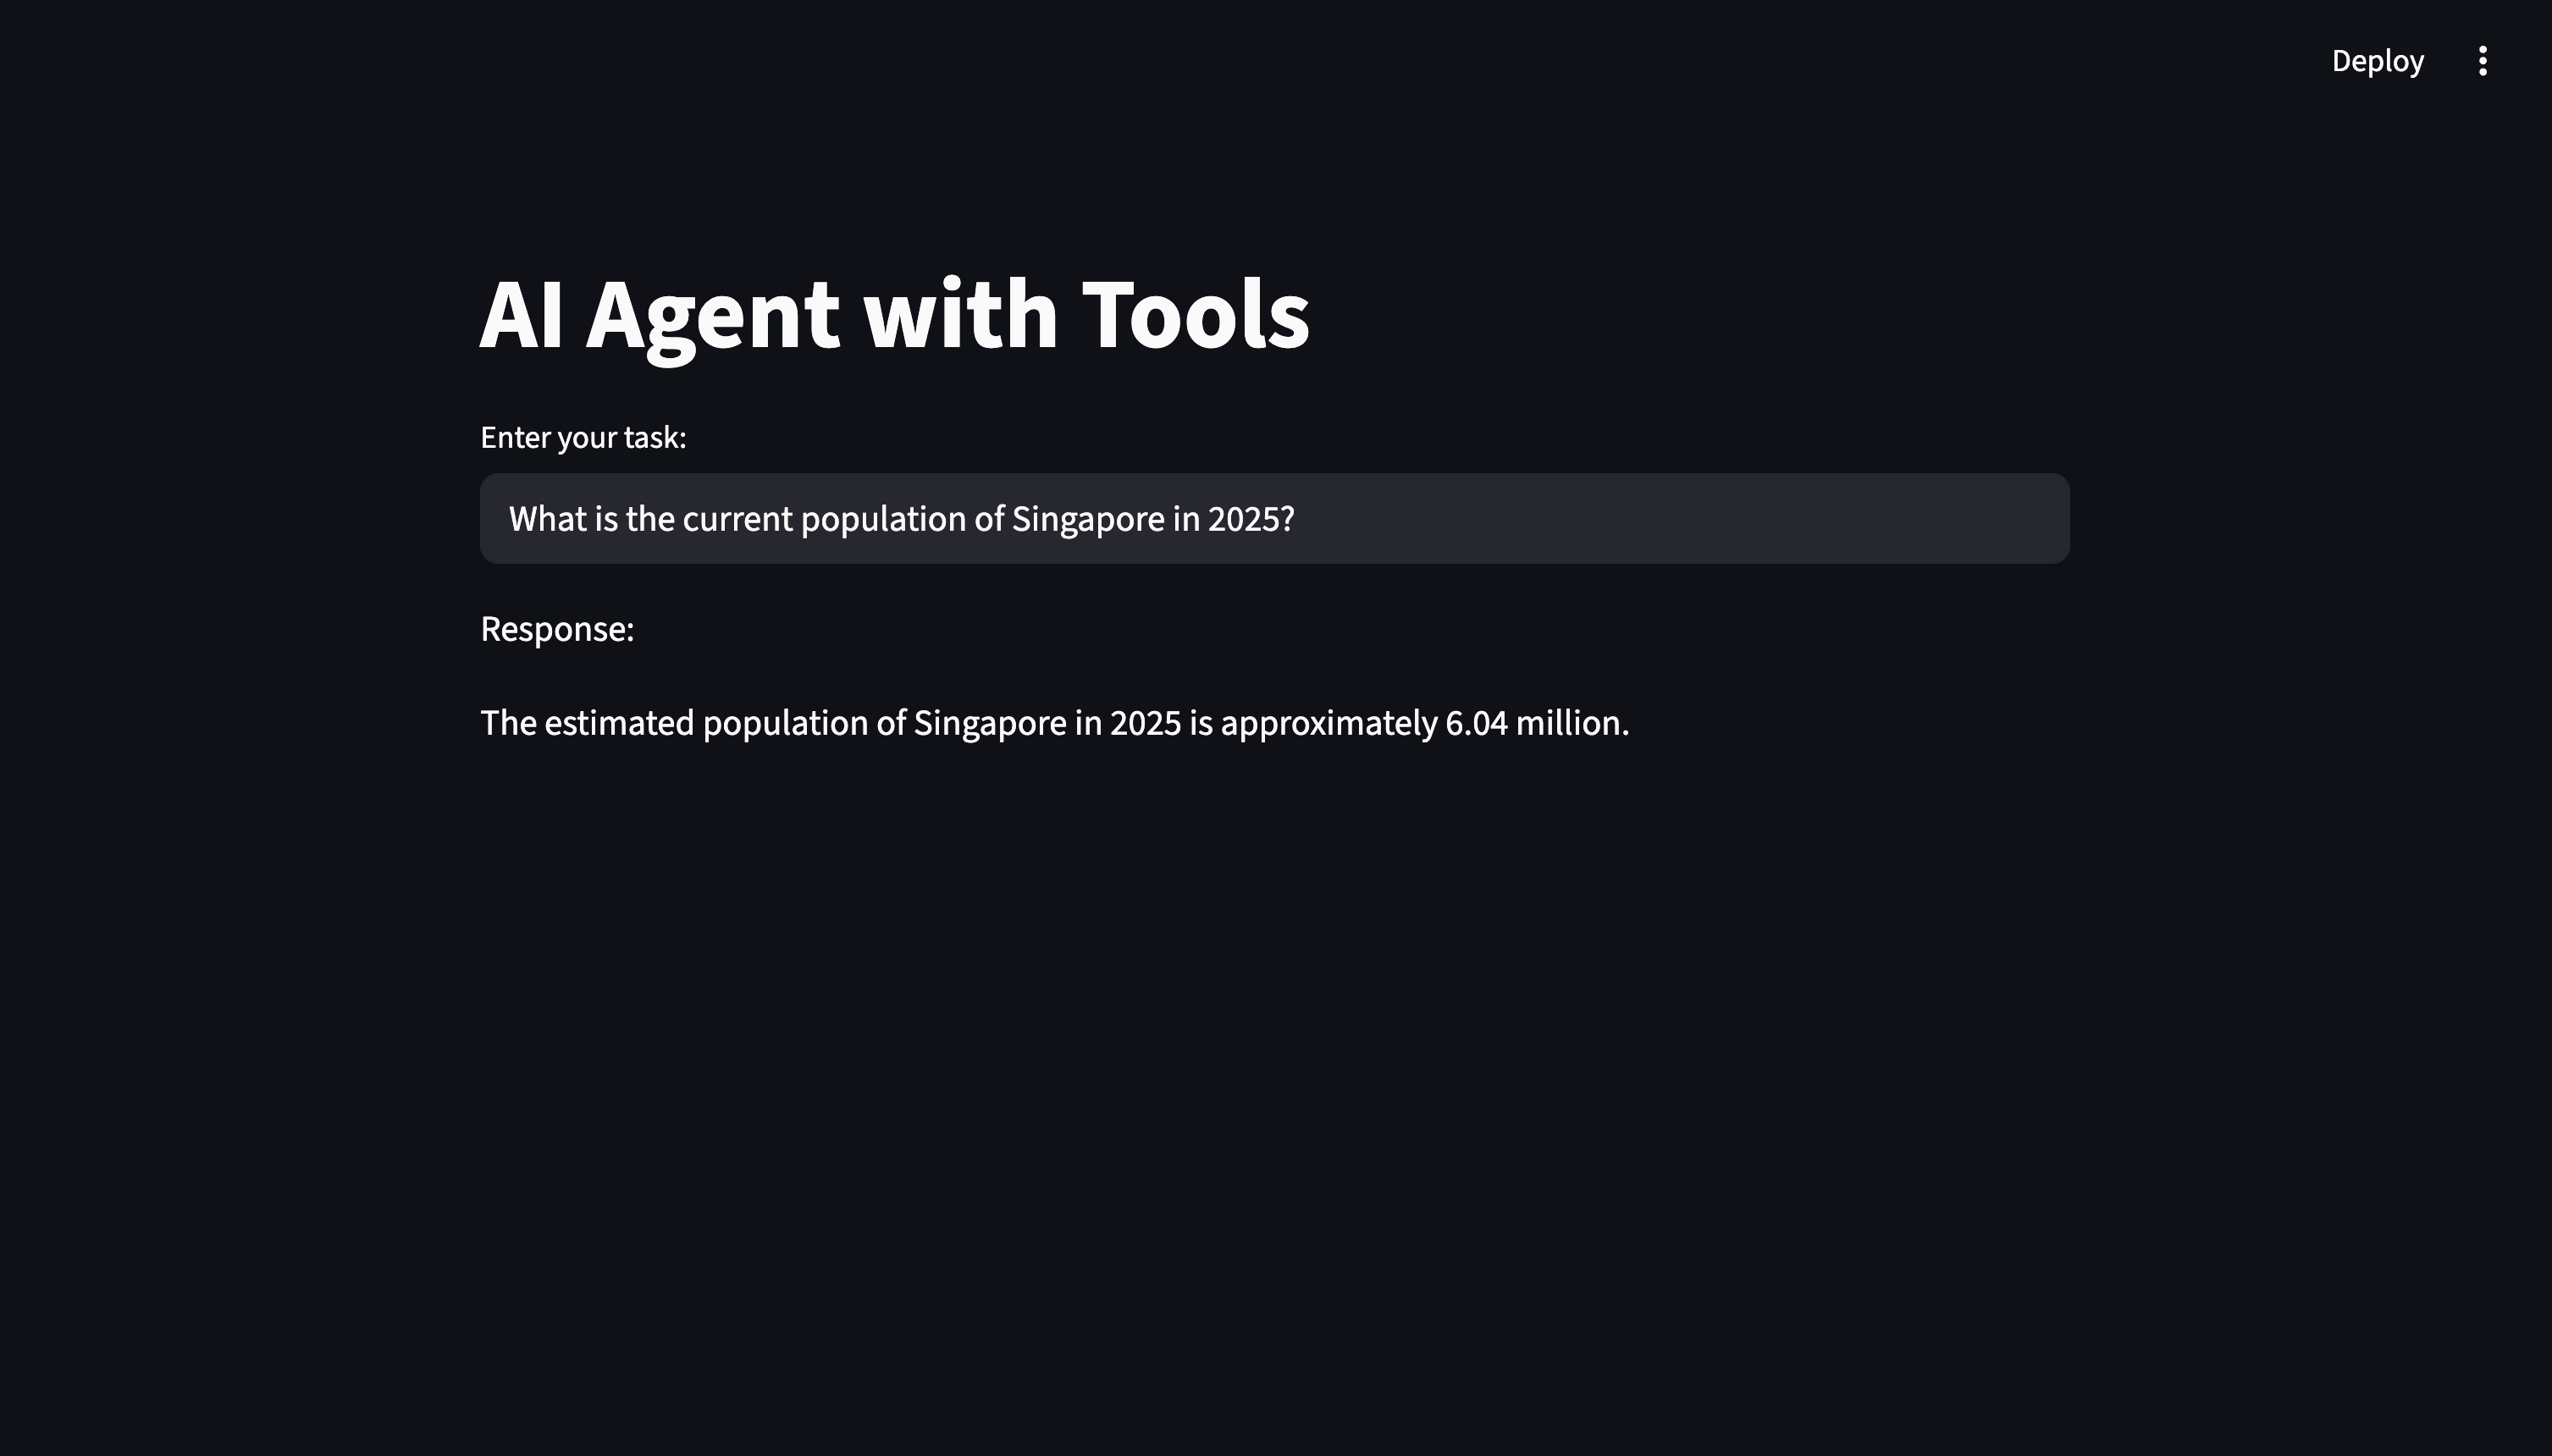 Deploy
AI Agent with Tools
Enter your task:
What is the current population of Singapore in 2025?
Response:
The estimated population of Singapore in 2025 is approximately 6.04 million.